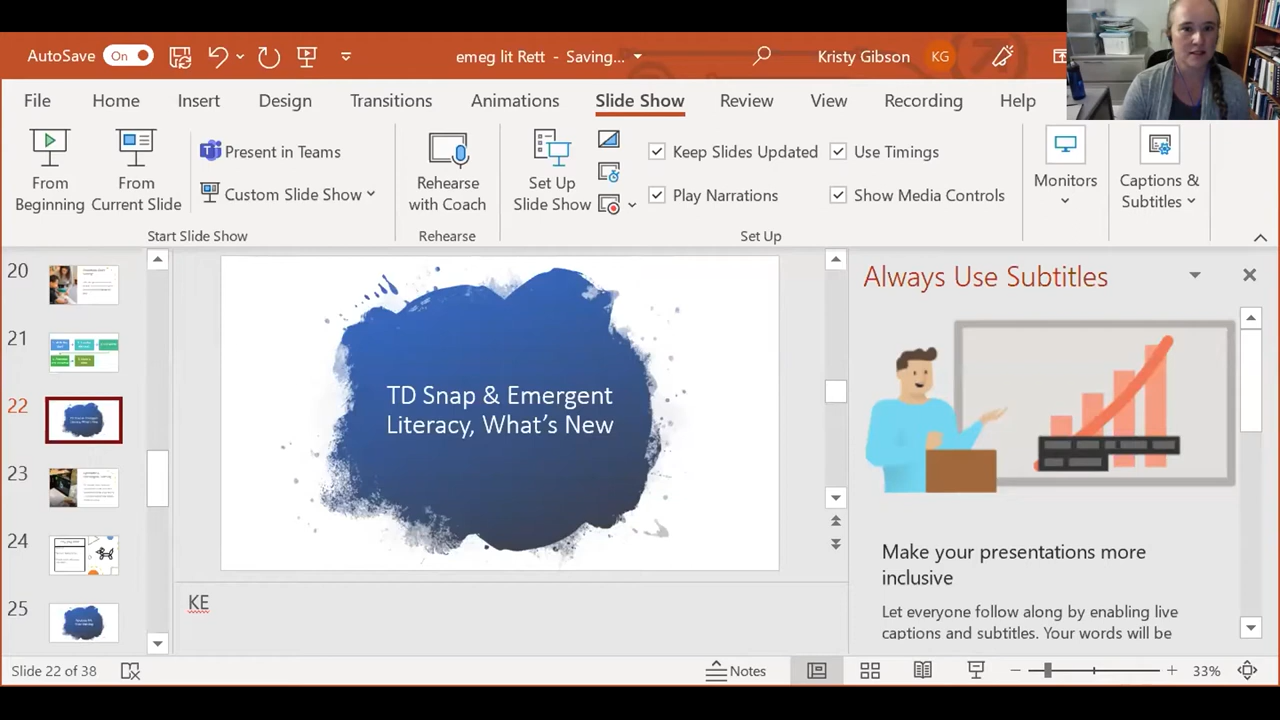 AutoSave On emeg lit Rett - Saving... Kristy Gibson KG
File Home Insert Design Transitions Animations Slide Show Review View Recording Help
From Beginning
From Current Slide
Present in Teams
Custom Slide Show
Start Slide Show
Rehearse with Coach
Rehearse
Set Up Slide Show
Keep Slides Updated
Play Narrations
Use Timings
Show Media Controls
Set Up
Monitors
Captions & Subtitles
20
21
22
23
24
25
TD Snap & Emergent
Literacy, What's New
KE
Always Use Subtitles
Make your presentations more
inclusive
Let everyone follow along by enabling live
captions and subtitles. Your words will be
Slide 22 of 38 Notes 33%